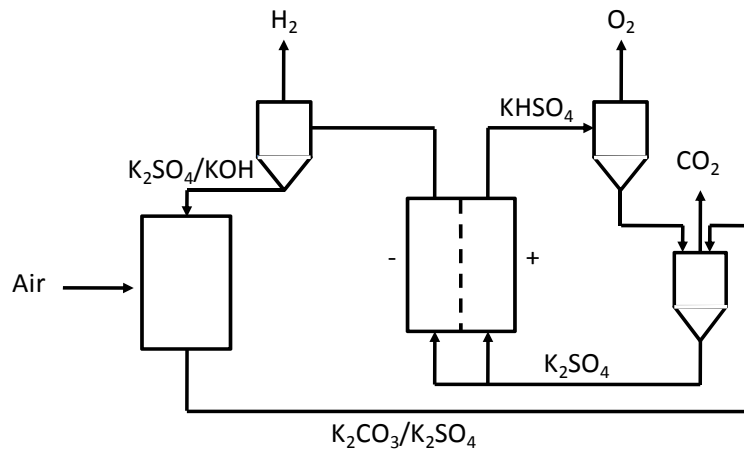 H₂
O₂
KHSO₄
K₂SO₄/KOH
CO₂
Air
-
+
K₂SO₄
K₂CO₃/K₂SO₄